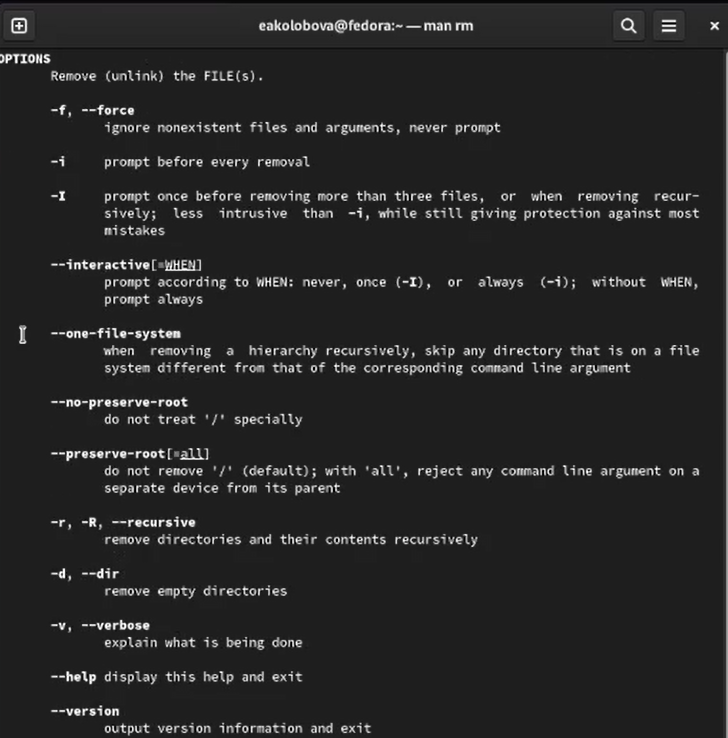 eakolobova@fedora:~ — man rm
OPTIONS
Remove (unlink) the FILE(s).
-f, --force
ignore nonexistent files and arguments, never prompt
-i prompt before every removal
-I prompt once before removing more than three files, or when removing recur-
sively; less intrusive than -i, while still giving protection against most
mistakes
--interactive[=WHEN]
prompt according to WHEN: never, once (-I), or always (-i); without WHEN,
prompt always
--one-file-system
when removing a hierarchy recursively, skip any directory that is on a file
system different from that of the corresponding command line argument
--no-preserve-root
do not treat '/' specially
--preserve-root[=all]
do not remove '/' (default); with 'all', reject any command line argument on a
separate device from its parent
-r, -R, --recursive
remove directories and their contents recursively
-d, --dir
remove empty directories
-v, --verbose
explain what is being done
--help display this help and exit
--version
output version information and exit